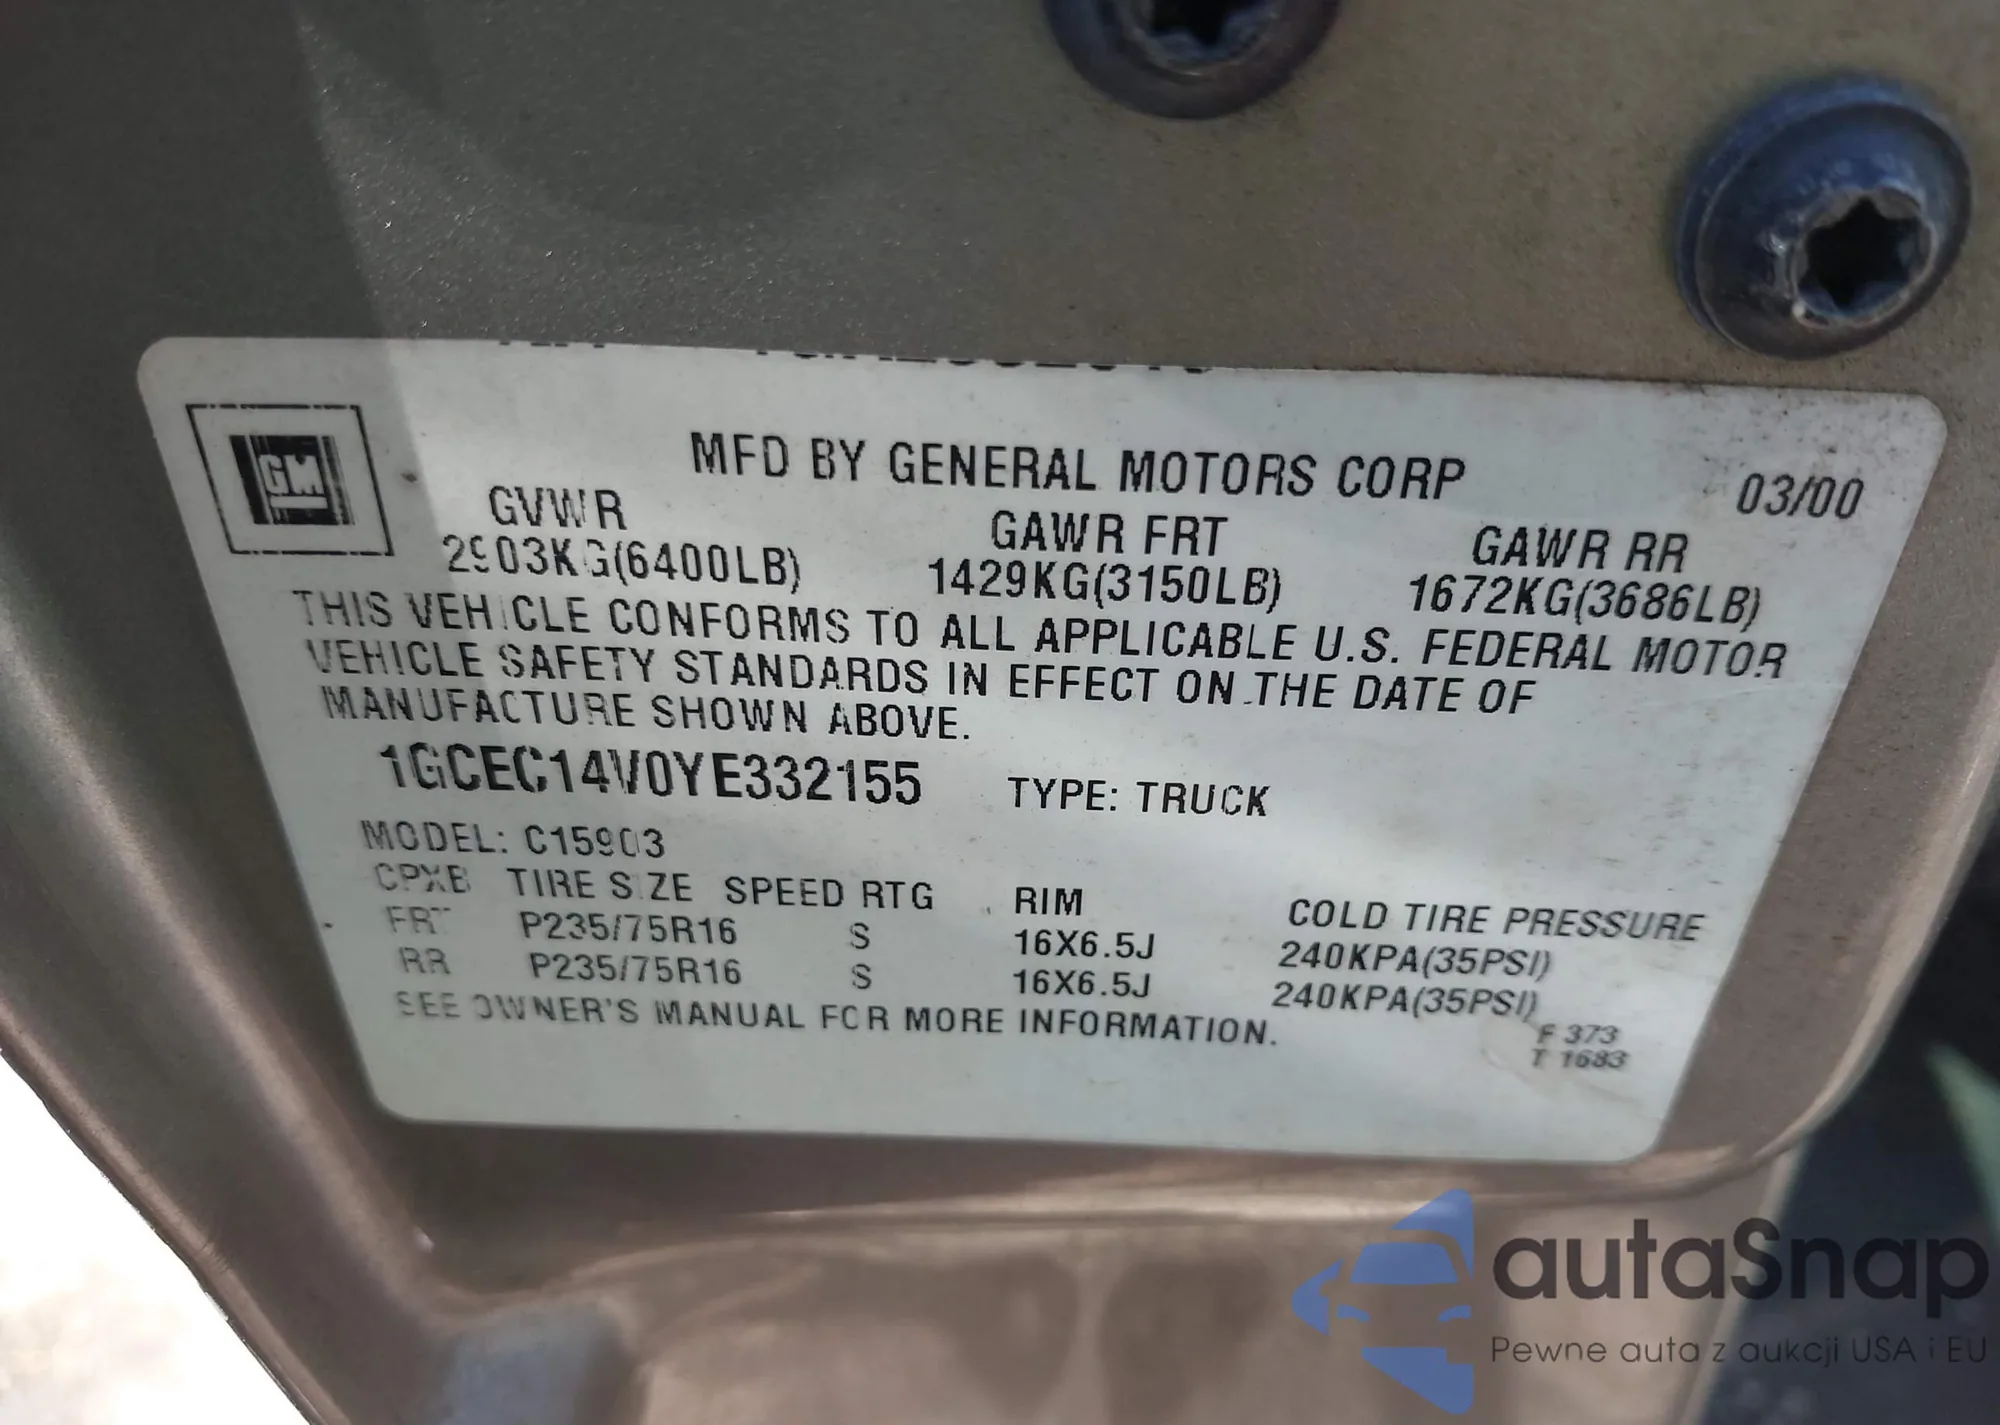 GM
MFD BY GENERAL MOTORS CORP 03/00
GVWR GAWR FRT GAWR RR
2903KG(6400LB) 1429KG(3150LB) 1672KG(3686LB)
THIS VEHICLE CONFORMS TO ALL APPLICABLE U.S. FEDERAL MOTOR
VEHICLE SAFETY STANDARDS IN EFFECT ON THE DATE OF
MANUFACTURE SHOWN ABOVE.
1GCEC14V0YE332155 TYPE: TRUCK
MODEL: C15903
CPXB TIRE SIZE SPEED RTG RIM COLD TIRE PRESSURE
FRT P235/75R16 S 16X6.5J 240KPA(35PSI)
RR P235/75R16 S 16X6.5J 240KPA(35PSI)
SEE OWNER'S MANUAL FOR MORE INFORMATION.
F 373
T 1683
autaSnap
Pewne auta z aukcji USA i EU